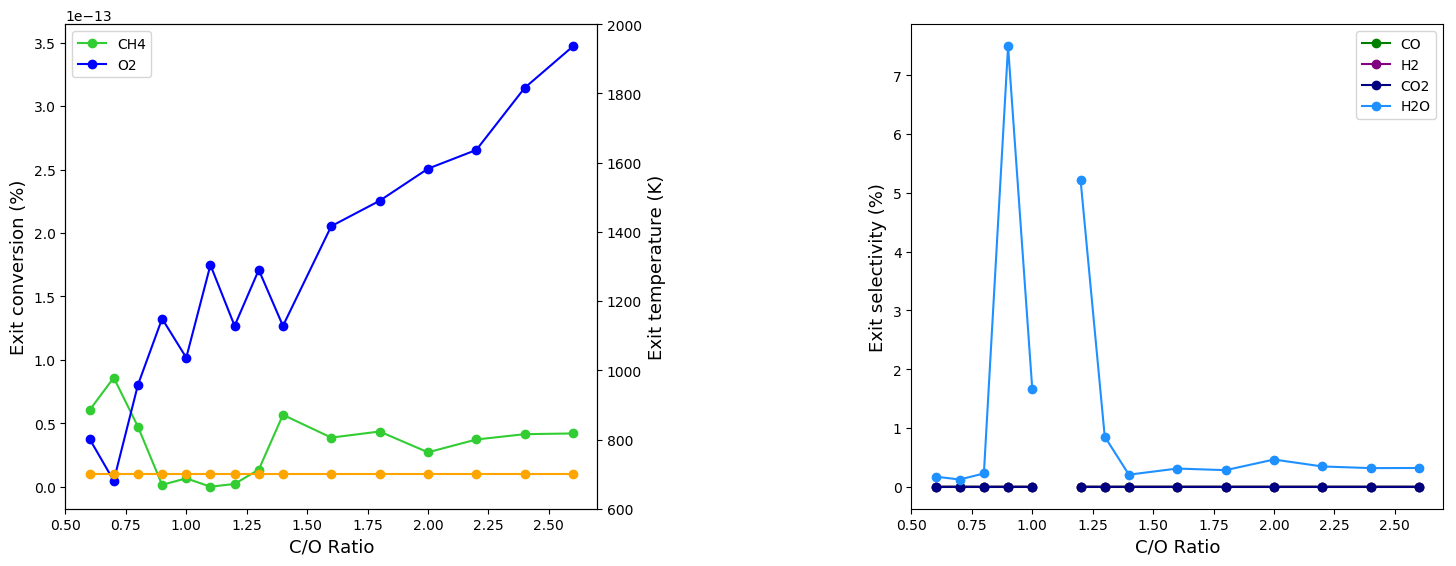 1e−13
3.5
3.0
2.5
2.0
1.5
1.0
0.5
0.0
Exit conversion (%)
CH4
O2
2000
1800
1600
1400
1200
1000
800
600
Exit temperature (K)
0.50 0.75 1.00 1.25 1.50 1.75 2.00 2.25 2.50
C/O Ratio
7
6
5
4
3
2
1
0
Exit selectivity (%)
CO
H2
CO2
H2O
0.50 0.75 1.00 1.25 1.50 1.75 2.00 2.25 2.50
C/O Ratio